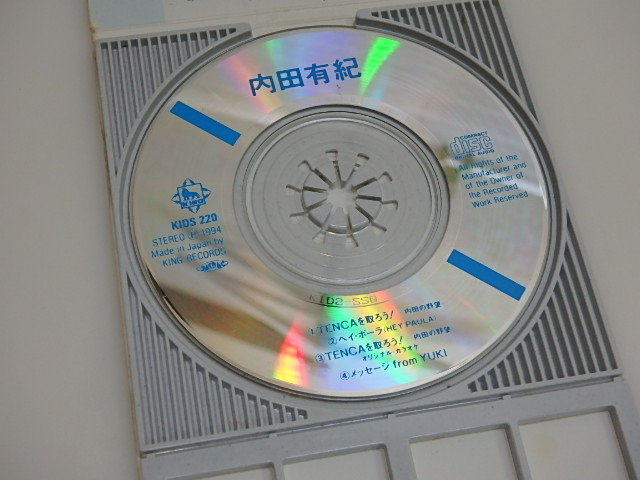 内田有紀
COMPACT
disc
DIGITAL AUDIO
All Rights of the
Manufacturer and
of the Owner of
the Recorded
Work Reserved
KING
KIDS 220
STEREO Ⓟ 1994
Made in Japan by
KING RECORDS
KIDS-220
①TENCAを取ろう! 内田の野望
②ヘイ・ポーラ(HEY PAULA)
③TENCAを取ろう! 内田の野望
オリジナル・カラオケ
④メッセージ from YUKI